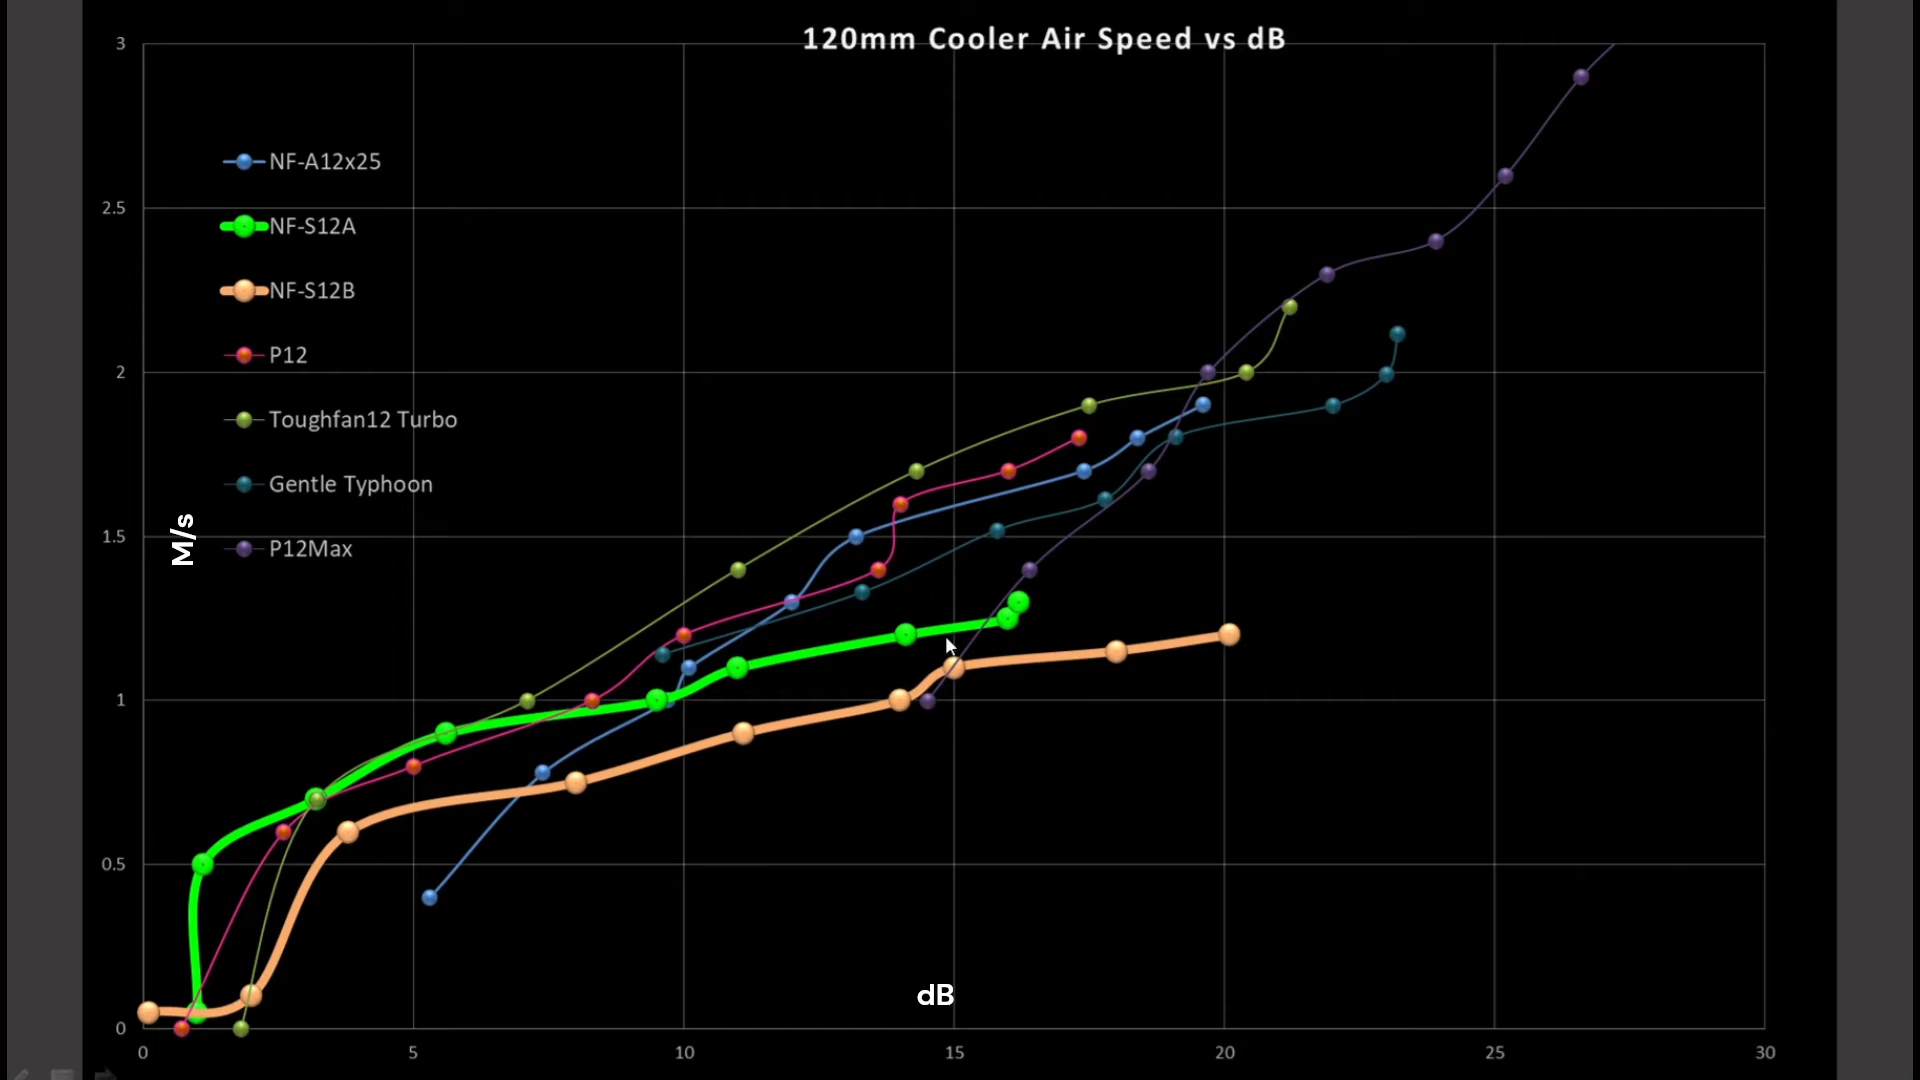 120mm Cooler Air Speed vs dB
3
2.5
2
1.5
1
0.5
0
NF-A12x25
NF-S12A
NF-S12B
P12
Toughfan12 Turbo
Gentle Typhoon
P12Max
M/s
dB
0 5 10 15 20 25 30